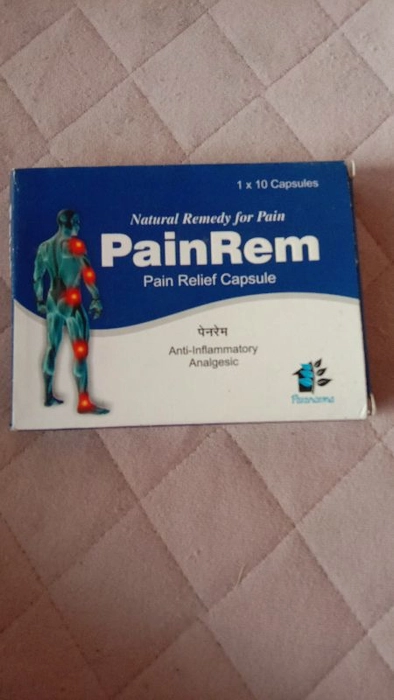 1 x 10 Capsules
Natural Remedy for Pain
PainRem
Pain Relief Capsule
पेनरेम
Anti-Inflammatory
Analgesic